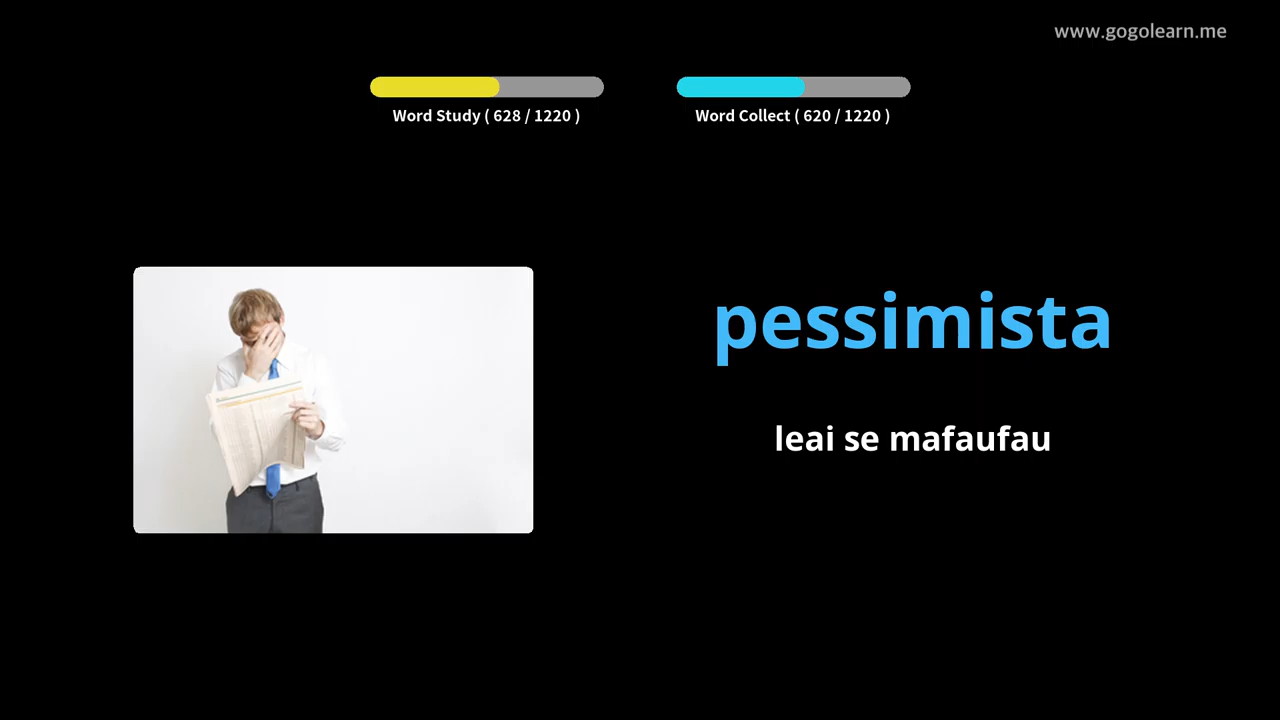 www.gogolearn.me
Word Study ( 628 / 1220 )
Word Collect ( 620 / 1220 )
pessimista
leai se mafaufau